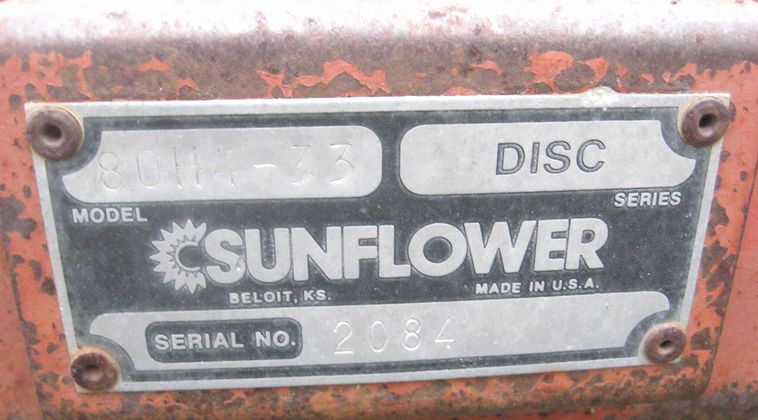 80114-33 DISC
MODEL SERIES
SUNFLOWER
BELOIT, KS. MADE IN U.S.A.
SERIAL NO. 2084